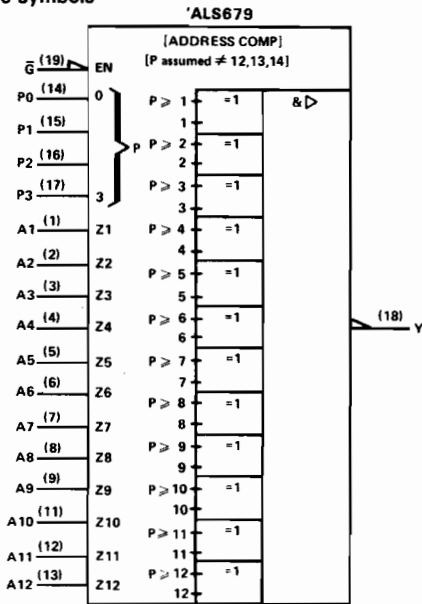 symbols
'ALS679
[ADDRESS COMP]
[P assumed ≠ 12,13,14]
G̅ (19) EN
P0 (14) 0
P1 (15)
P2 (16) P
P3 (17) 3
A1 (1) Z1
A2 (2) Z2
A3 (3) Z3
A4 (4) Z4
A5 (5) Z5
A6 (6) Z6
A7 (7) Z7
A8 (8) Z8
A9 (9) Z9
A10 (11) Z10
A11 (12) Z11
A12 (13) Z12
P ⩾ 1 =1 &▷
1
P ⩾ 2 =1
2
P ⩾ 3 =1
3
P ⩾ 4 =1
4
P ⩾ 5 =1
5
P ⩾ 6 =1
6
P ⩾ 7 =1
7
P ⩾ 8 =1
8
P ⩾ 9 =1
9
P ⩾ 10 =1
10
P ⩾ 11 =1
11
P ⩾ 12 =1
12
(18) Y